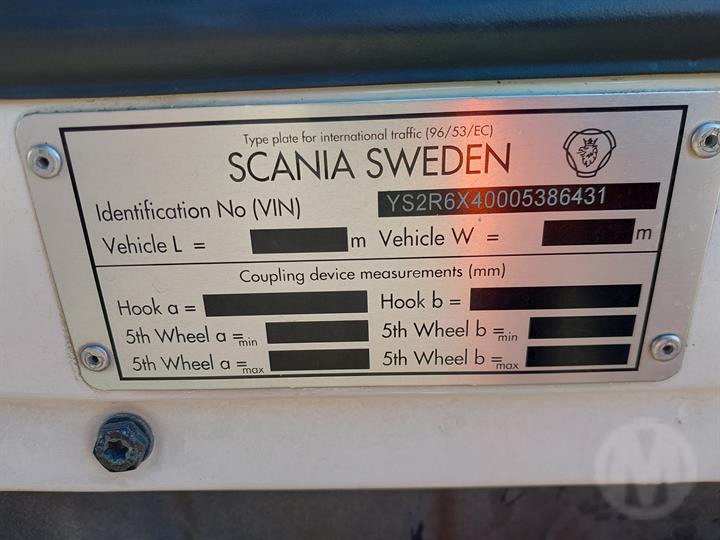 Type plate for international traffic (96/53/EC)
SCANIA SWEDEN
Identification No (VIN) YS2R6X40005386431
Vehicle L = m Vehicle W = m
Coupling device measurements (mm)
Hook a = Hook b =
5th Wheel a =min 5th Wheel b =min
5th Wheel a =max 5th Wheel b =max
M